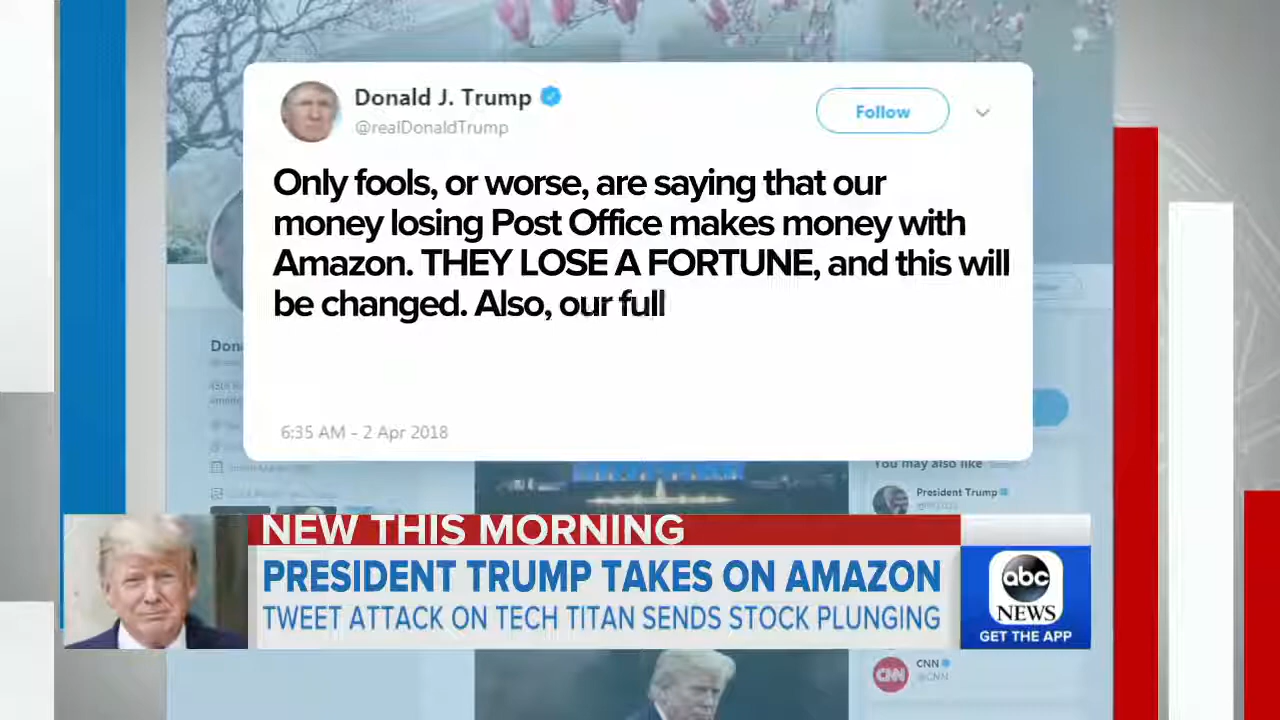 Donald J. Trump
@realDonaldTrump
Follow
Only fools, or worse, are saying that our
money losing Post Office makes money with
Amazon. THEY LOSE A FORTUNE, and this will
be changed. Also, our full
6:35 AM - 2 Apr 2018
You may also like
President Trump
NEW THIS MORNING
PRESIDENT TRUMP TAKES ON AMAZON
TWEET ATTACK ON TECH TITAN SENDS STOCK PLUNGING
abc
NEWS
GET THE APP
CNN
CNN
@CNN